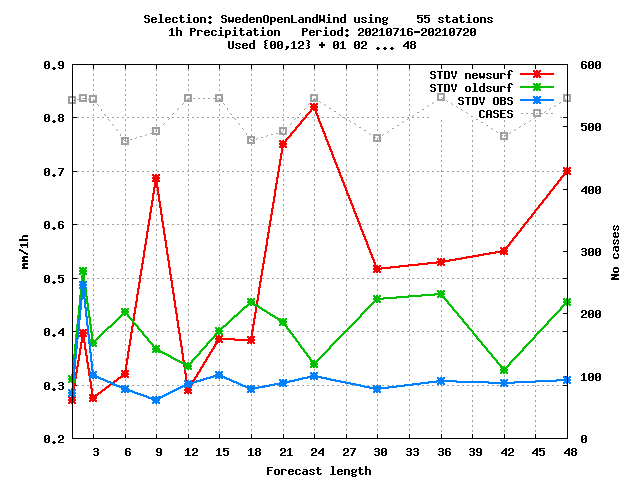 Selection: SwedenOpenLandWind using    55 stations
1h Precipitation   Period: 20210716-20210720
Used {00,12} + 01 02 ... 48
0.9
0.8
0.7
0.6
0.5
0.4
0.3
0.2
mm/1h
STDV newsurf
STDV oldsurf
STDV OBS
CASES
600
500
400
300
200
100
0
No cases
3 6 9 12 15 18 21 24 27 30 33 36 39 42 45 48
Forecast length